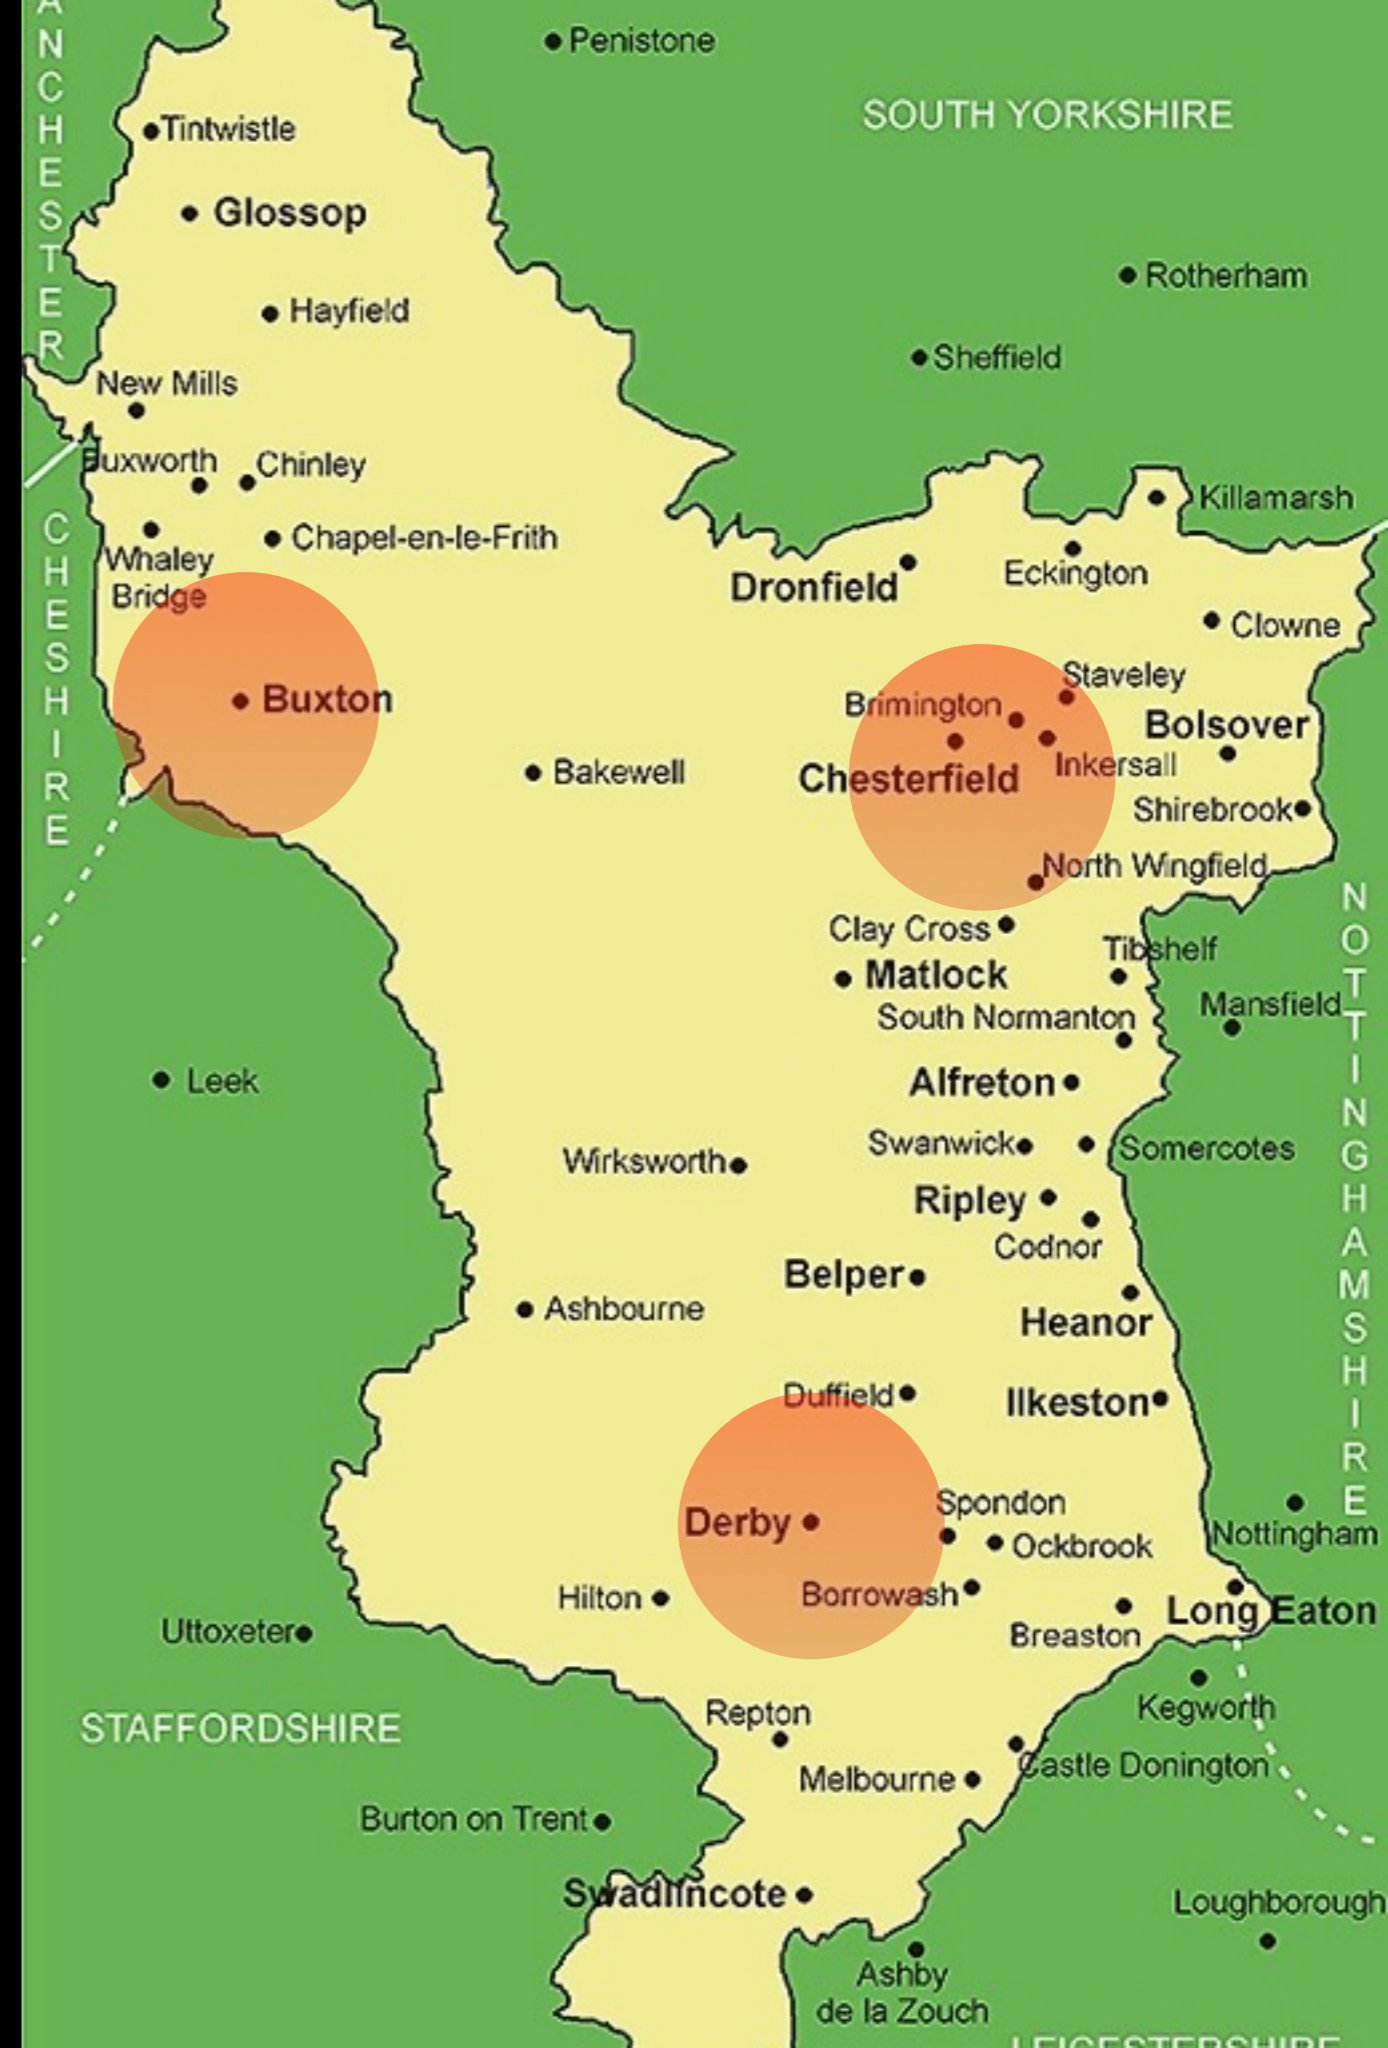 ANCHESTER
Penistone
SOUTH YORKSHIRE
Tintwistle
Glossop
Rotherham
Hayfield
Sheffield
New Mills
Buxworth
Chinley
Killamarsh
Chapel-en-le-Frith
Whaley
Bridge
CHESHIRE
Dronfield
Eckington
Clowne
Staveley
Buxton
Brimington
Bolsover
Inkersall
Bakewell
Chesterfield
Shirebrook
North Wingfield
Clay Cross
Tibshelf
Matlock
Mansfield
South Normanton
NOTTINGHAMSHIRE
Leek
Alfreton
Swanwick
Somercotes
Wirksworth
Ripley
Codnor
Belper
Ashbourne
Heanor
Duffield
Ilkeston
Spondon
Derby
Nottingham
Ockbrook
Hilton
Borrowash
Long Eaton
Uttoxeter
Breaston
Kegworth
Repton
STAFFORDSHIRE
Castle Donington
Melbourne
Burton on Trent
Swadlincote
Loughborough
Ashby
de la Zouch
LEICESTERSHIRE